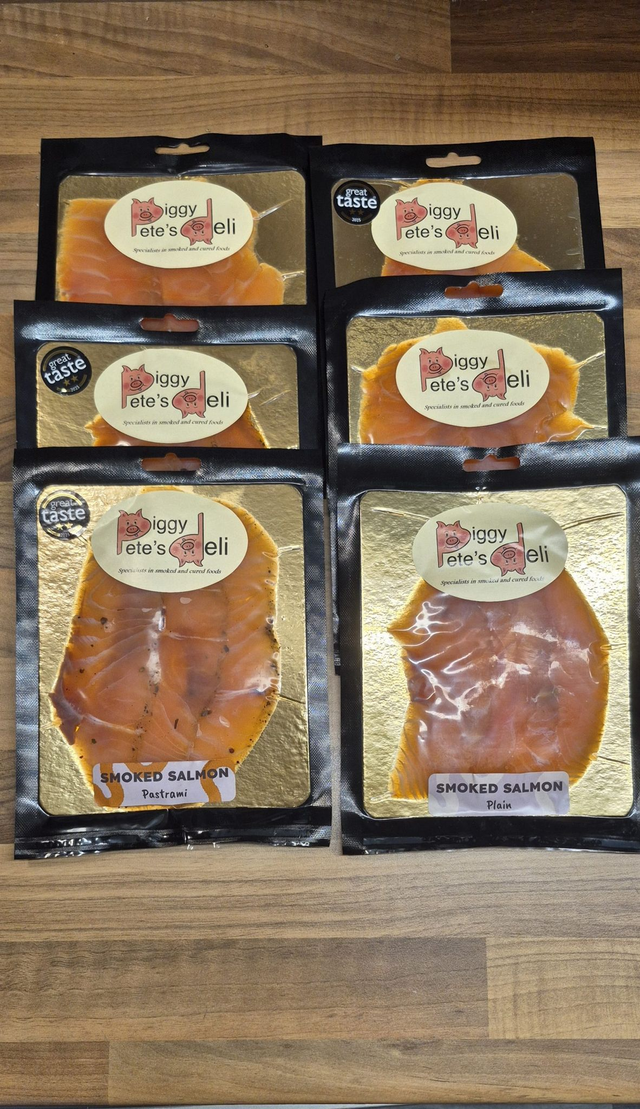 Piggy
Pete's Deli
Specialists in smoked and cured foods
great
taste
2025
Piggy
Pete's Deli
Specialists in smoked and cured foods
great
taste
Piggy
Pete's Deli
Specialists in smoked and cured foods
Piggy
Pete's Deli
Specialists in smoked and cured foods
great
taste
Piggy
Pete's Deli
Specialists in smoked and cured foods
SMOKED SALMON
Pastrami
Piggy
Pete's Deli
Specialists in smoked and cured foods
SMOKED SALMON
Plain